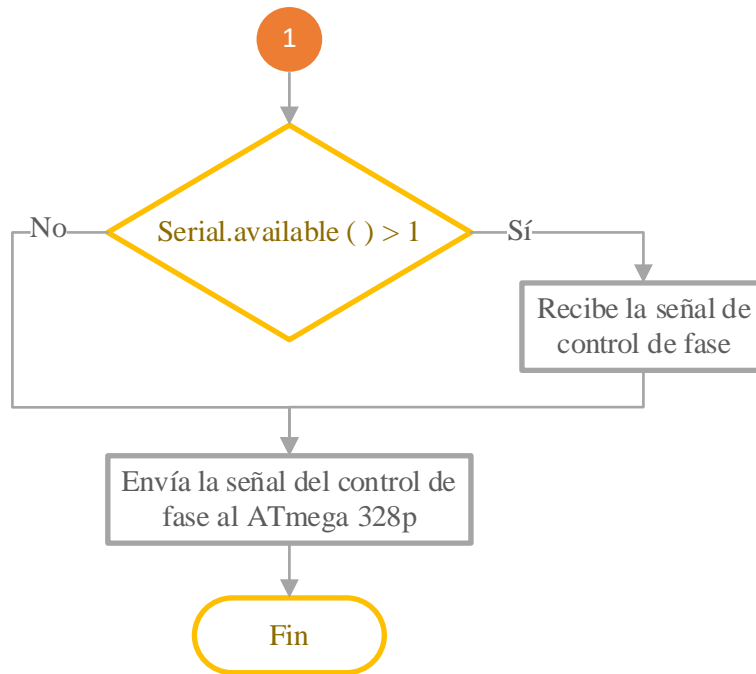 1
Serial.available ( ) > 1
No
Sí
Recibe la señal de
control de fase
Envía la señal del control de
fase al ATmega 328p
Fin